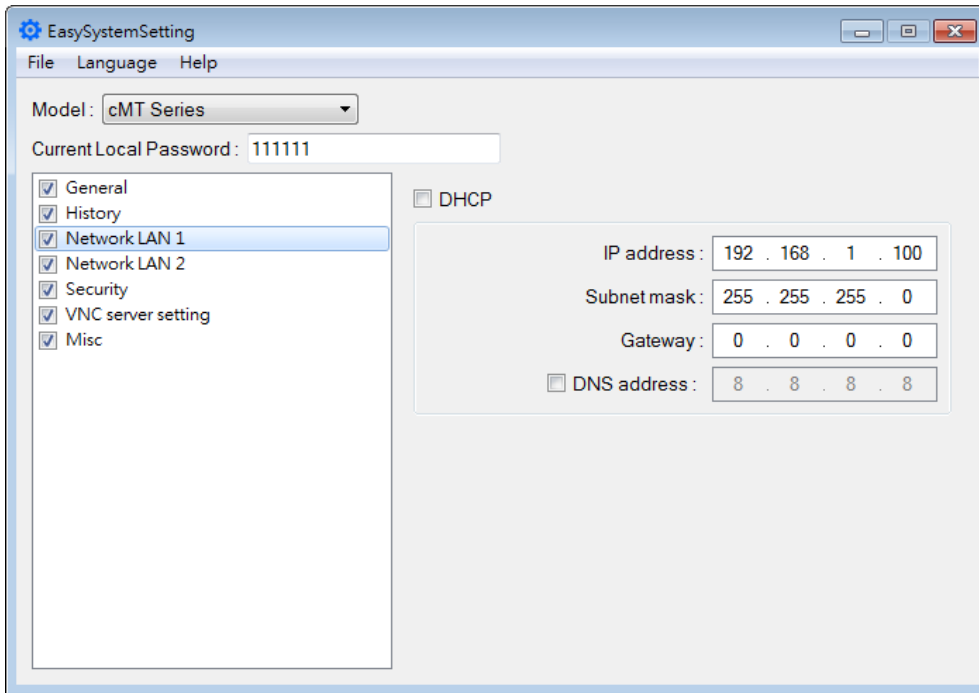 EasySystemSetting
File Language Help
Model : cMT Series
Current Local Password : 111111
General
History
Network LAN 1
Network LAN 2
Security
VNC server setting
Misc
DHCP
IP address : 192 . 168 . 1 . 100
Subnet mask : 255 . 255 . 255 . 0
Gateway : 0 . 0 . 0 . 0
DNS address : 8 . 8 . 8 . 8